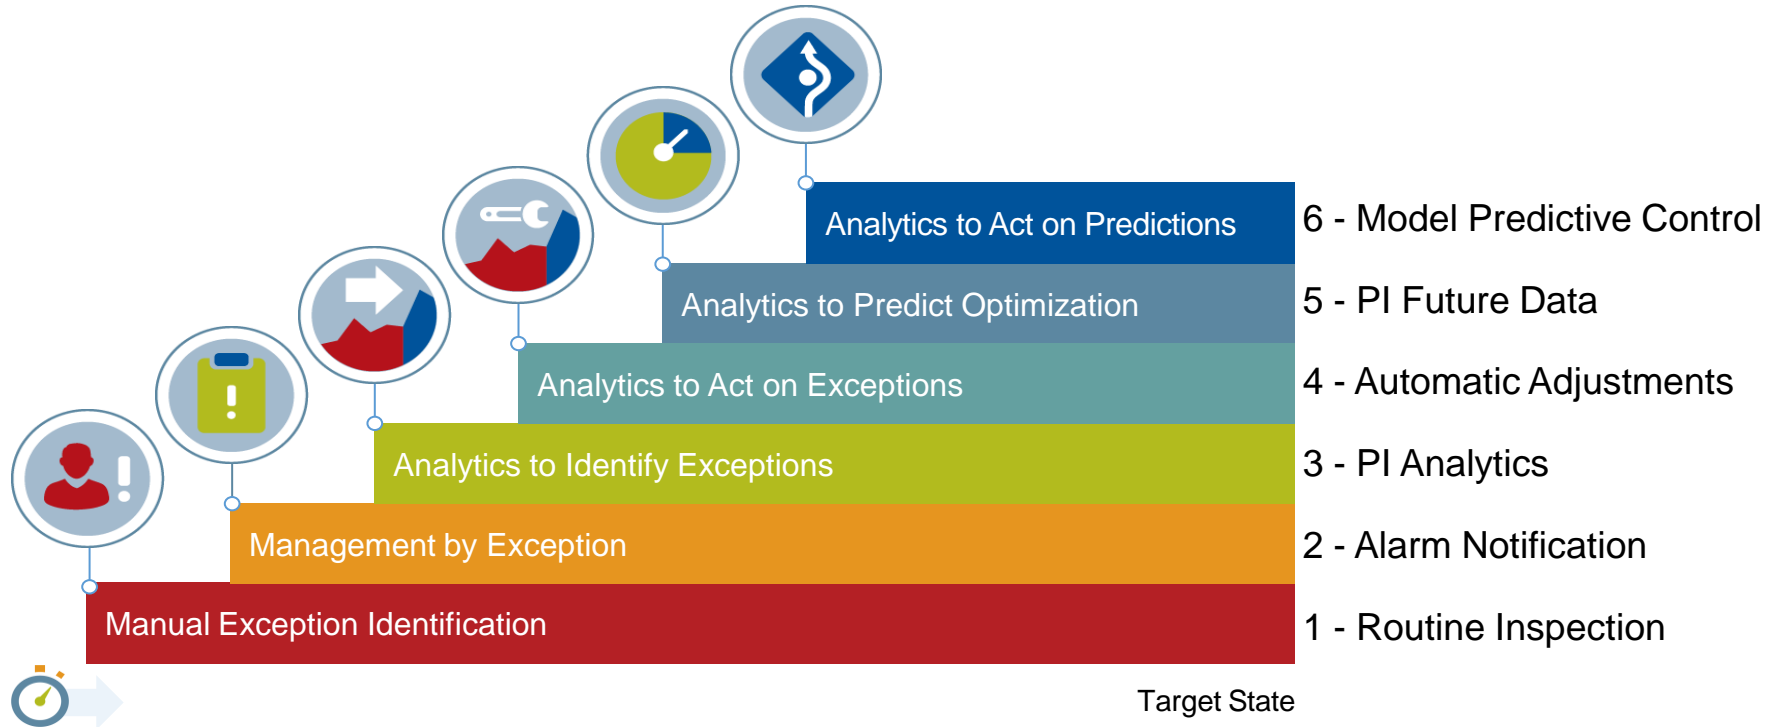 Analytics to Act on Predictions
6 - Model Predictive Control
Analytics to Predict Optimization
5 - PI Future Data
Analytics to Act on Exceptions
4 - Automatic Adjustments
Analytics to Identify Exceptions
3 - PI Analytics
Management by Exception
2 - Alarm Notification
Manual Exception Identification
1 - Routine Inspection
Target State